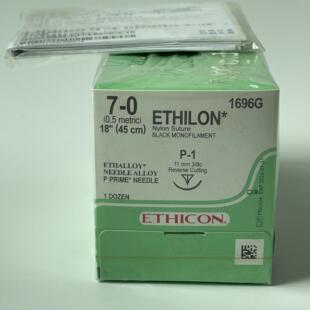 7-0
(0.5 metric)
18" (45 cm)
ETHILON*
Nylon Suture
BLACK MONOFILAMENT
1696G
P-1
11 mm 3/8c
Reverse Cutting
ETHALLOY*
NEEDLE ALLOY
P PRIME* NEEDLE
1 DOZEN
ETHICON